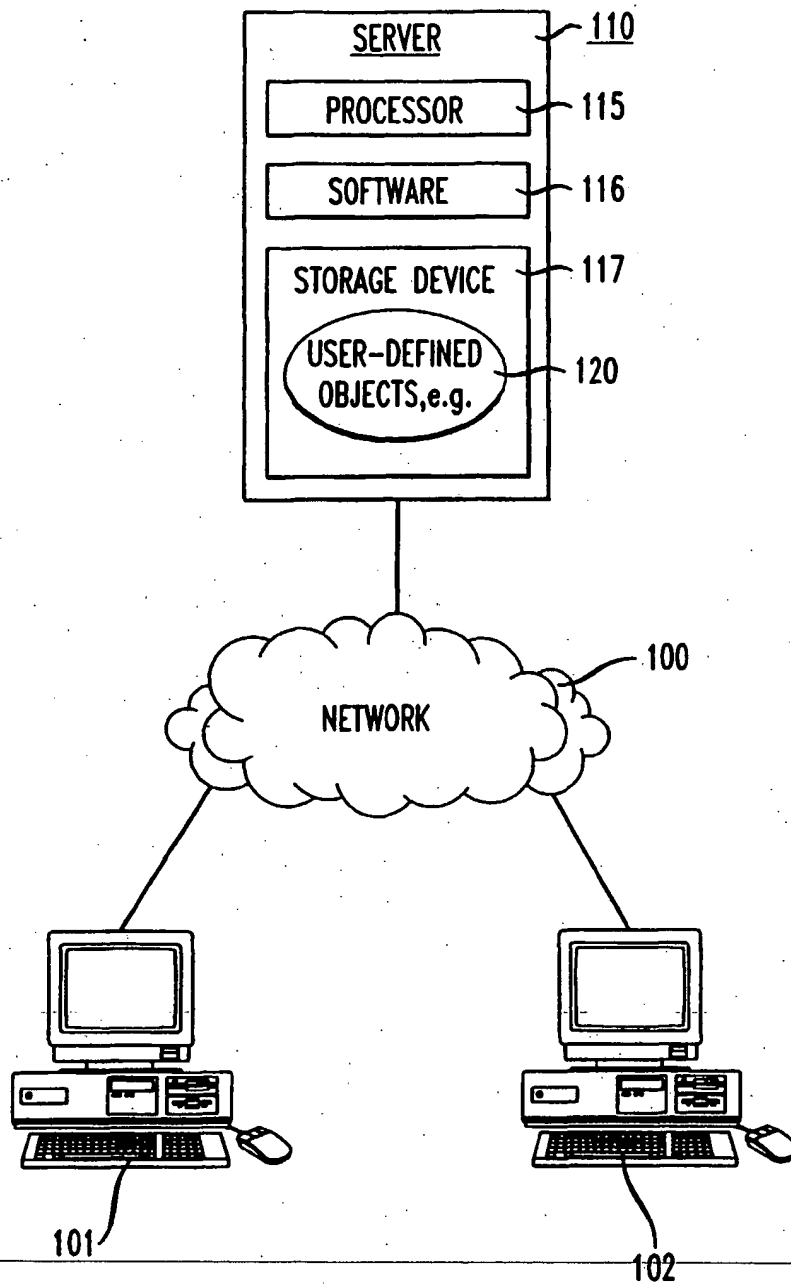 SERVER
110
PROCESSOR
115
SOFTWARE
116
STORAGE DEVICE
117
USER-DEFINED
OBJECTS,e.g.
120
NETWORK
100
101
102